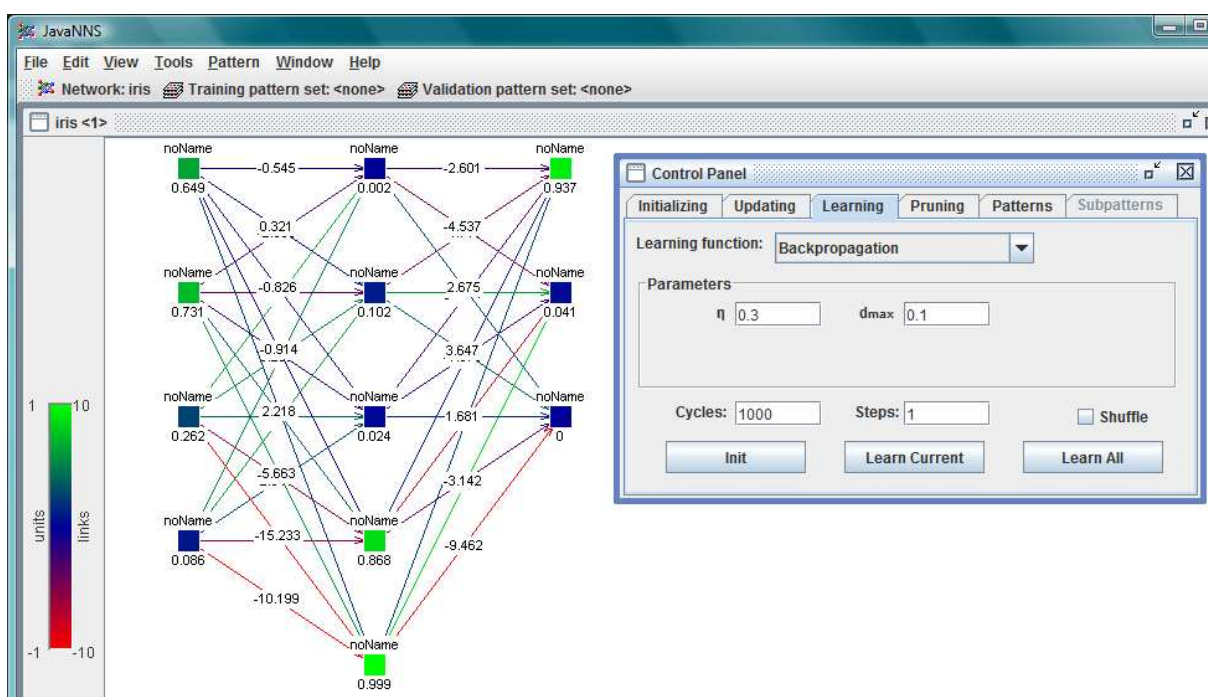 JavaNNS
File Edit View Tools Pattern Window Help
Network: iris Training pattern set: <none> Validation pattern set: <none>
iris <1>
noName noName noName
-0.545 -2.601
0.649 0.002 0.937
0.321 -4.537
noName noName noName
-0.826 2.675
0.731 0.102 0.041
-0.914 3.647
noName noName noName
2.218 1.681
0.262 0.024 0
-5.663 -3.142
noName noName
-15.233 -9.462
0.086 0.868
-10.199
noName
0.999
1 10
units links
-1 -10
Control Panel
Initializing Updating Learning Pruning Patterns Subpatterns
Learning function: Backpropagation
Parameters
η 0.3 dmax 0.1
Cycles: 1000 Steps: 1 Shuffle
Init Learn Current Learn All